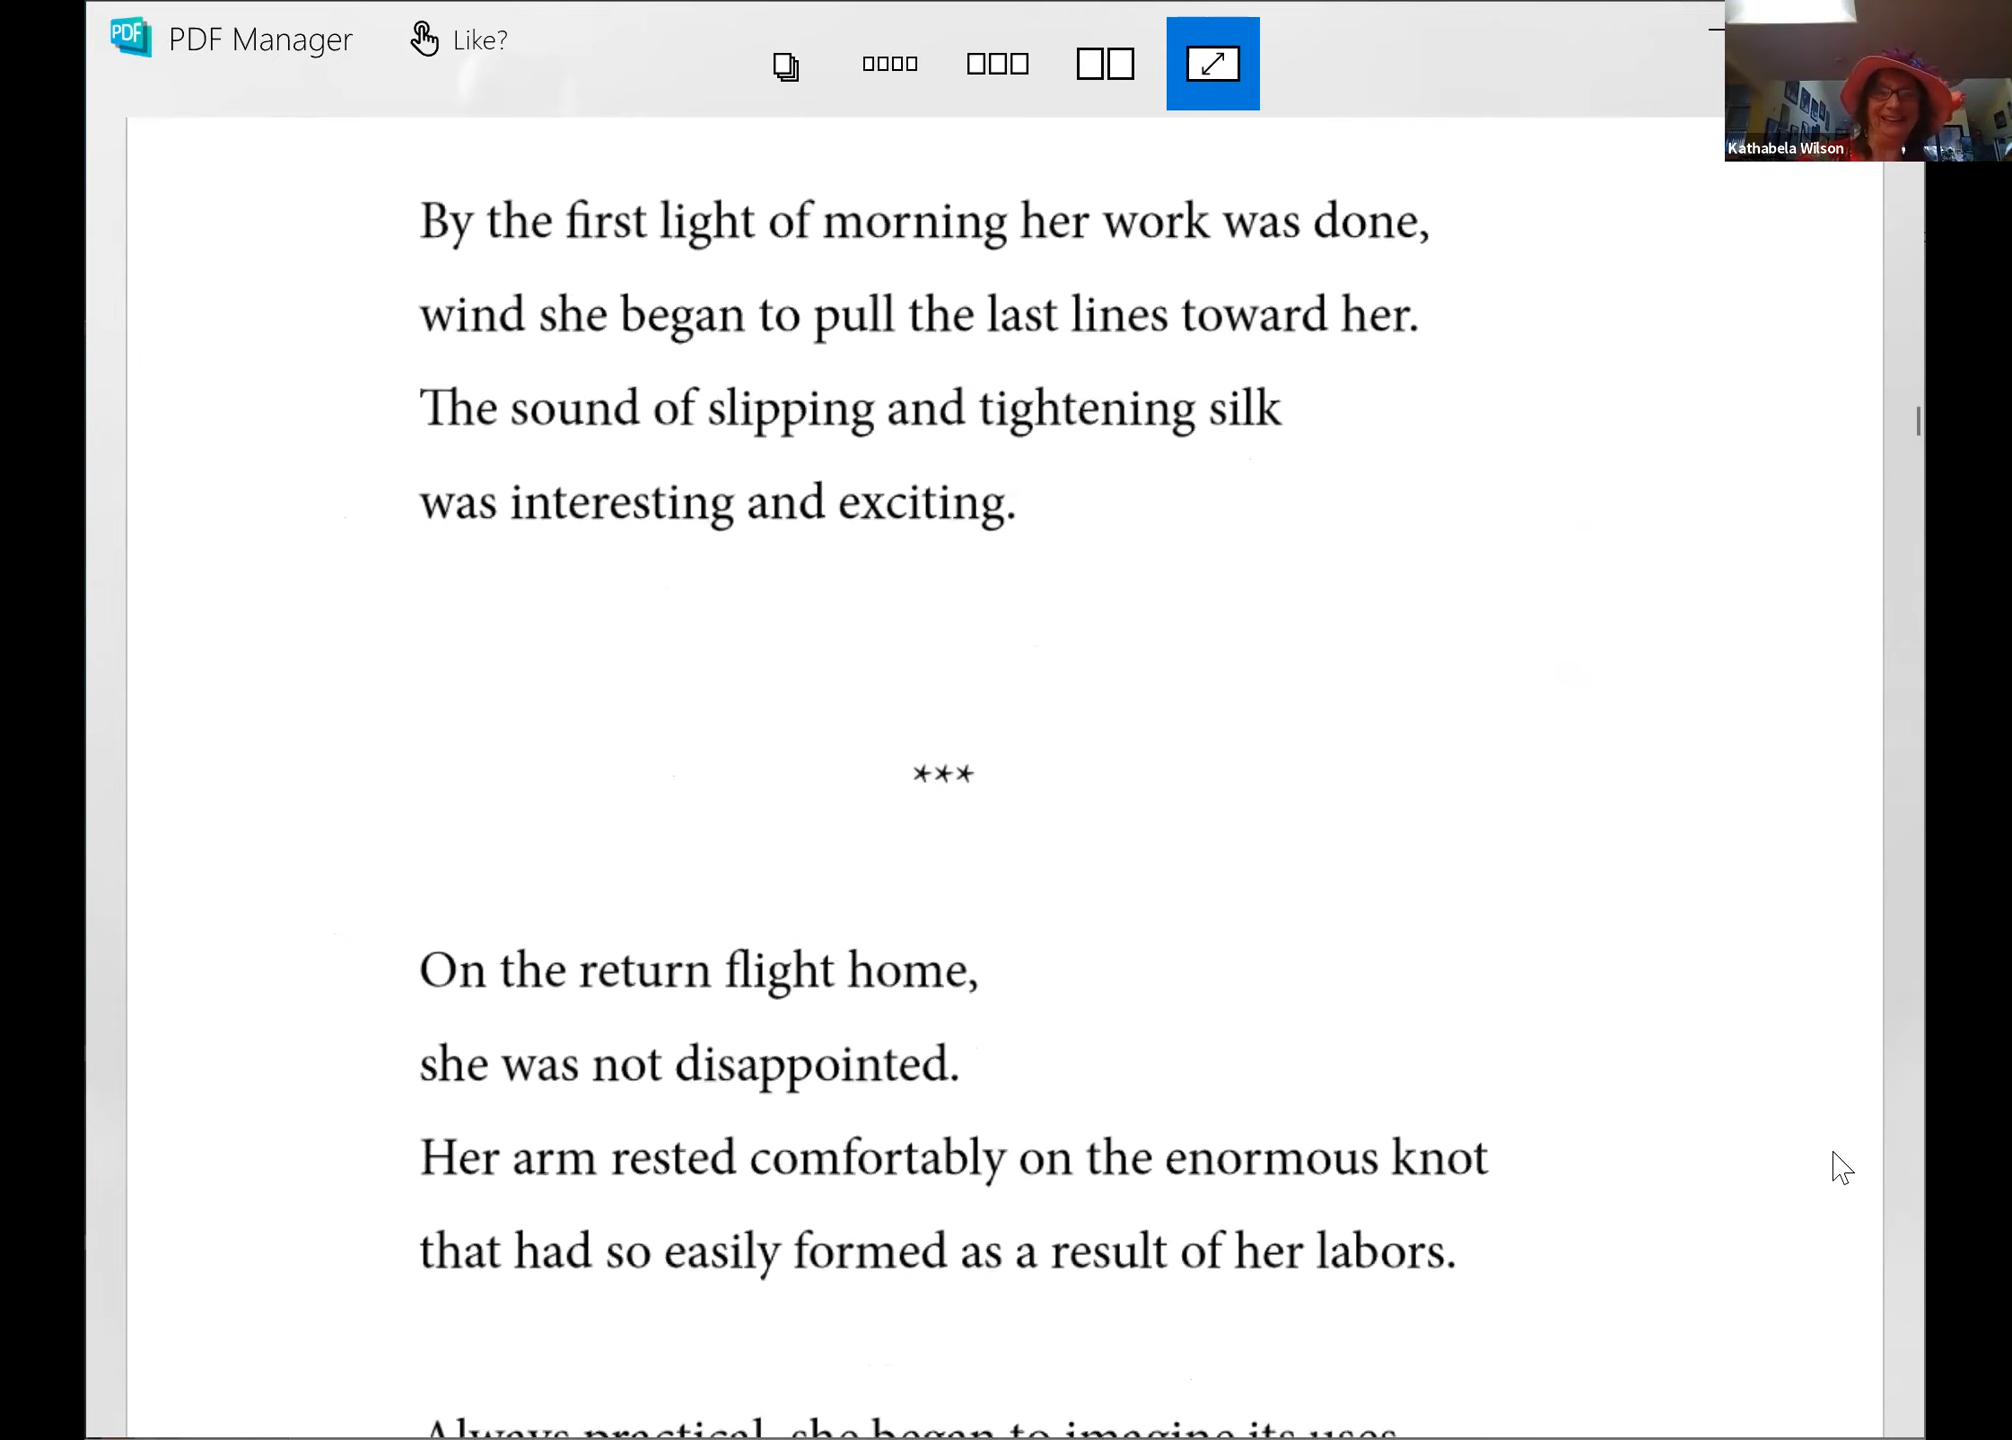 PDF PDF Manager Like?
Kathabela Wilson
By the first light of morning her work was done,
wind she began to pull the last lines toward her.
The sound of slipping and tightening silk
was interesting and exciting.
***
On the return flight home,
she was not disappointed.
Her arm rested comfortably on the enormous knot
that had so easily formed as a result of her labors.
Always practical, she began to imagine its uses